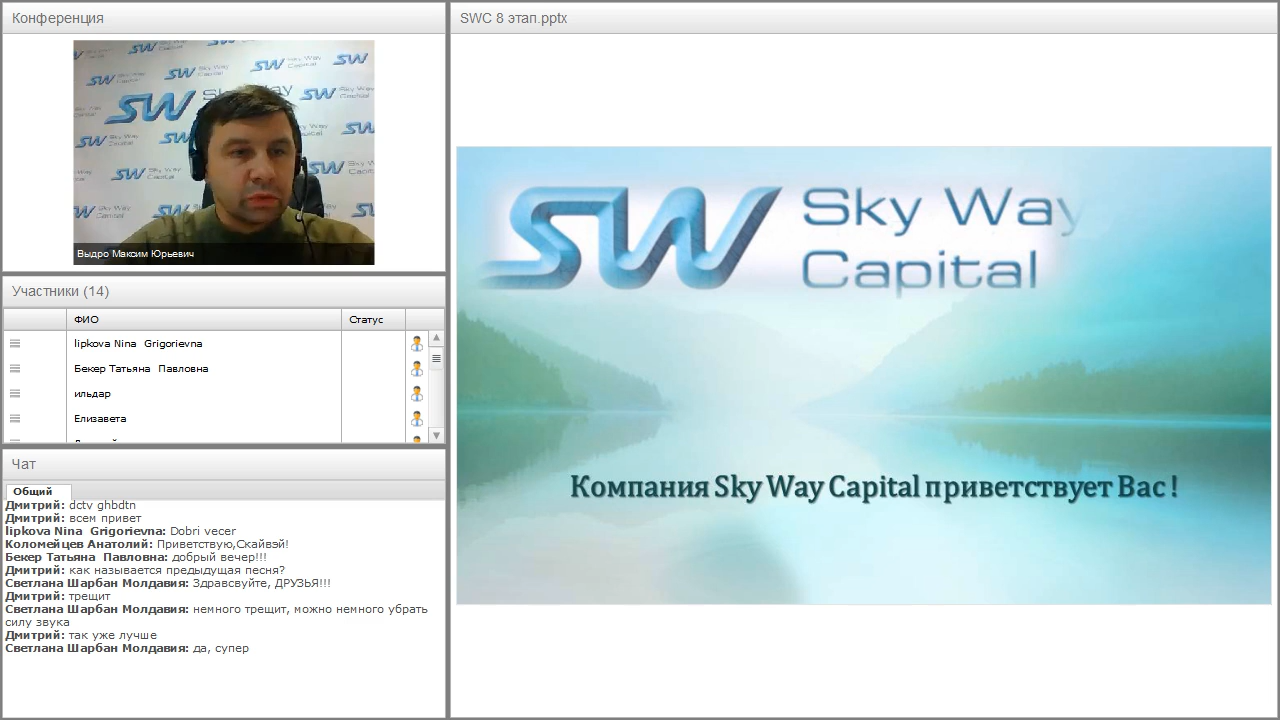 Конференция
SW Sky Way
Capital
Выдро Максим Юрьевич
Участники (14)
ФИО Статус
lipkova Nina Grigorievna
Бекер Татьяна Павловна
ильдар
Елизавета
Чат
Общий
Дмитрий: dctv ghbdtn
Дмитрий: всем привет
lipkova Nina Grigorievna: Dobri vecer
Коломейцев Анатолий: Приветствую,Скайвэй!
Бекер Татьяна Павловна: добрый вечер!!!
Дмитрий: как называется предыдущая песня?
Светлана Шарбан Молдавия: Здравсвуйте, ДРУЗЬЯ!!!
Дмитрий: трещит
Светлана Шарбан Молдавия: немного трещит, можно немного убрать
силу звука
Дмитрий: так уже лучше
Светлана Шарбан Молдавия: да, супер
SWC 8 этап.pptx
SW Sky Way
Capital
Компания Sky Way Capital приветствует Вас !